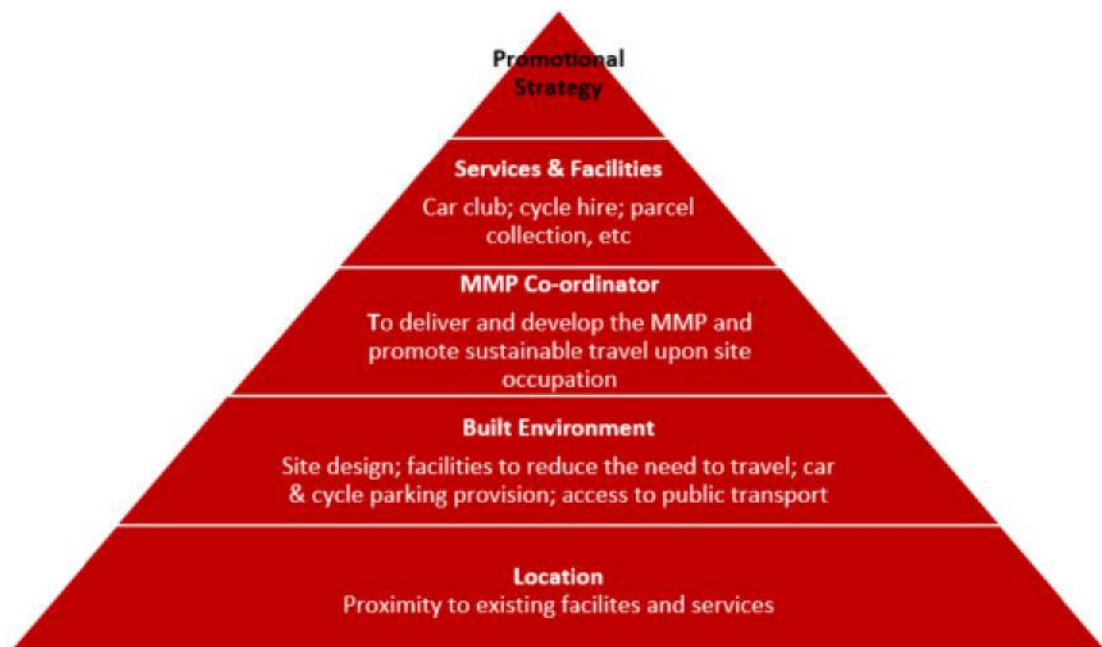 Promotional
Strategy
Services & Facilities
Car club; cycle hire; parcel
collection, etc
MMP Co-ordinator
To deliver and develop the MMP and
promote sustainable travel upon site
occupation
Built Environment
Site design; facilities to reduce the need to travel; car
& cycle parking provision; access to public transport
Location
Proximity to existing facilites and services